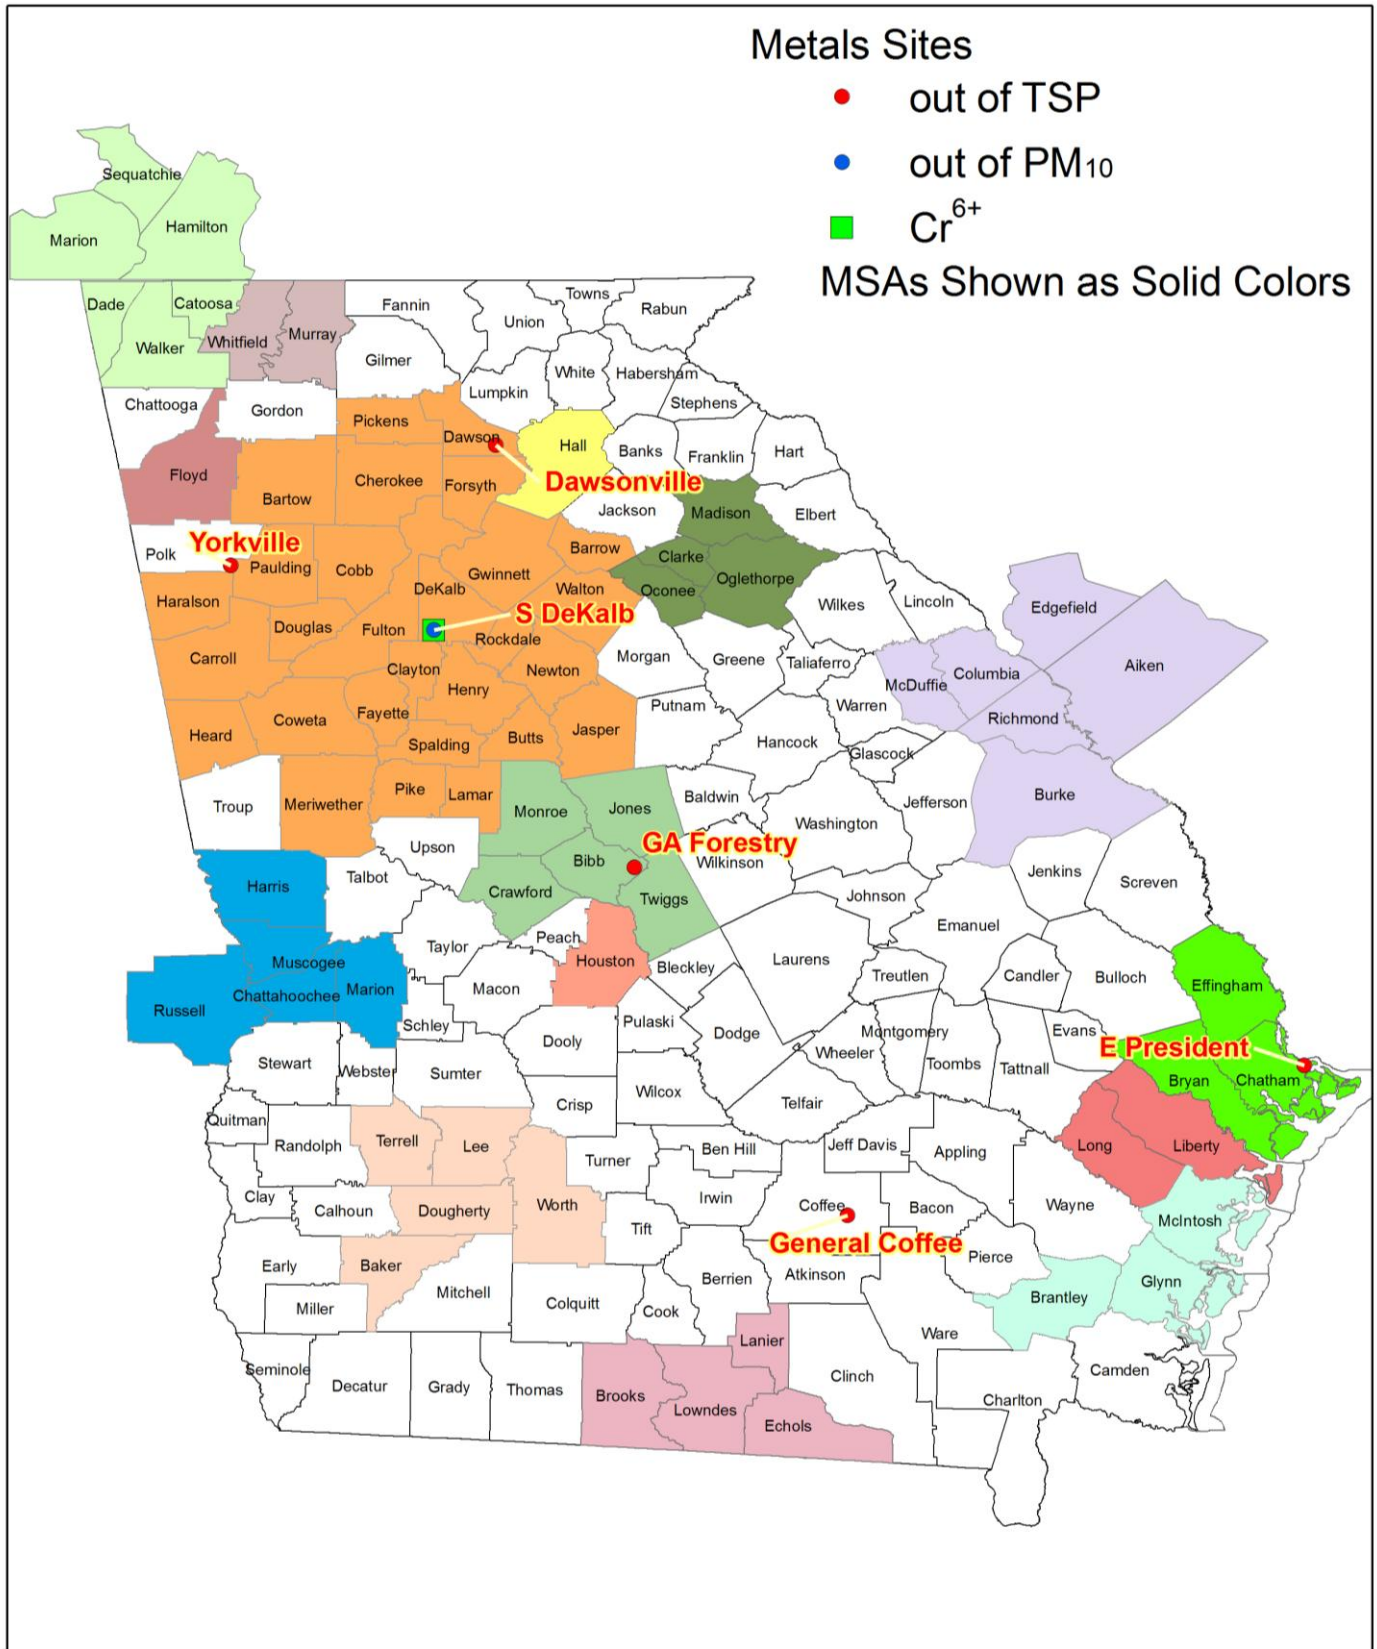 Metals Sites
out of TSP
out of PM10
Cr6+
MSAs Shown as Solid Colors
Sequatchie
Marion
Hamilton
Dade
Catoosa
Walker
Whitfield
Murray
Fannin
Union
Towns
Rabun
Gilmer
Lumpkin
White
Habersham
Stephens
Chattooga
Gordon
Pickens
Dawson
Hall
Banks
Franklin
Hart
Floyd
Bartow
Cherokee
Forsyth
Dawsonville
Jackson
Madison
Elbert
Polk
Yorkville
Paulding
Cobb
DeKalb
Gwinnett
Barrow
Clarke
Oconee
Oglethorpe
Walton
Wilkes
Lincoln
Edgefield
Haralson
Douglas
Fulton
S DeKalb
Rockdale
Carroll
Clayton
Newton
Morgan
Greene
Taliaferro
McDuffie
Columbia
Aiken
Henry
Heard
Coweta
Fayette
Spalding
Butts
Jasper
Putnam
Warren
Richmond
Hancock
Glascock
Troup
Meriwether
Pike
Lamar
Monroe
Jones
Baldwin
Washington
Jefferson
Burke
Upson
GA Forestry
Bibb
Wilkinson
Harris
Talbot
Crawford
Twiggs
Johnson
Jenkins
Screven
Emanuel
Peach
Taylor
Houston
Bleckley
Laurens
Treutlen
Candler
Bulloch
Effingham
Muscogee
Chattahoochee
Marion
Macon
Russell
Schley
Pulaski
Dodge
Montgomery
Evans
E President
Stewart
Webster
Sumter
Dooly
Wheeler
Toombs
Tattnall
Bryan
Chatham
Crisp
Wilcox
Telfair
Quitman
Randolph
Terrell
Lee
Turner
Ben Hill
Jeff Davis
Appling
Long
Liberty
Clay
Calhoun
Dougherty
Worth
Tift
Irwin
Coffee
Bacon
Wayne
McIntosh
General Coffee
Pierce
Early
Baker
Mitchell
Berrien
Atkinson
Miller
Colquitt
Cook
Brantley
Glynn
Ware
Lanier
Seminole
Decatur
Grady
Thomas
Brooks
Lowndes
Echols
Clinch
Charlton
Camden